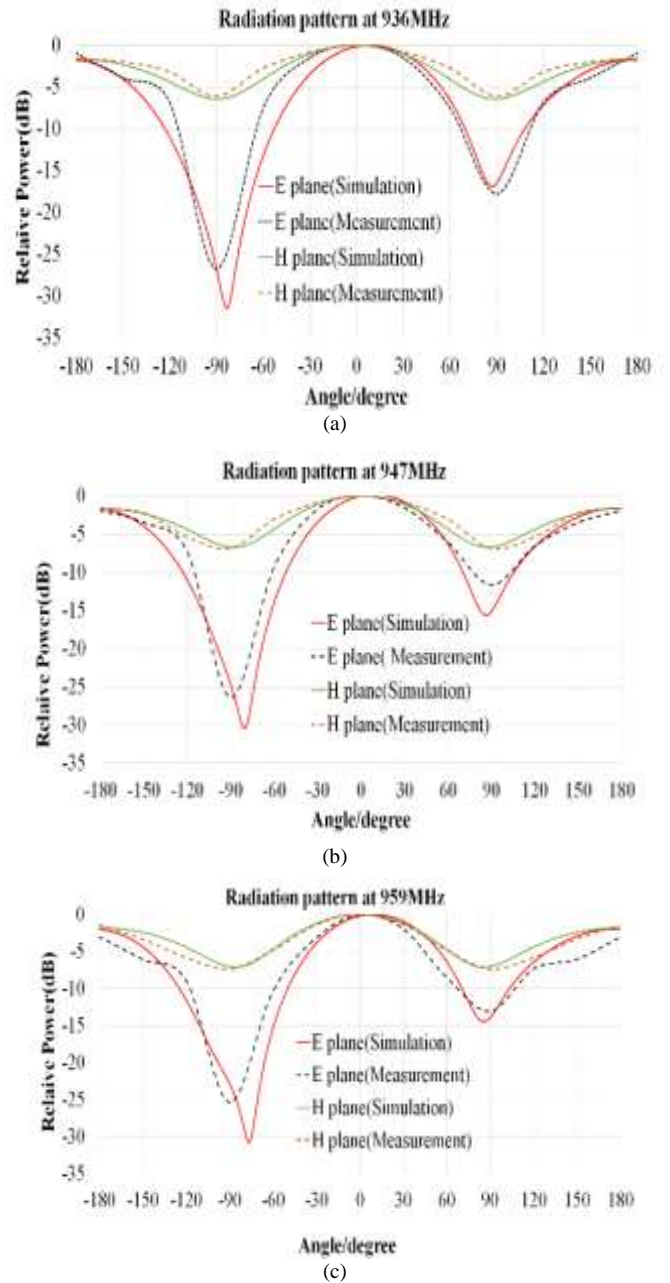 Radiation pattern at 936MHz
0
-5
-10
-15
-20
-25
-30
-35
Relaive Power(dB)
E plane(Simulation)
E plane(Measurement)
H plane(Simulation)
H plane(Measurement)
-180 -150 -120 -90 -60 -30 0 30 60 90 120 150 180
Angle/degree
(a)
Radiation pattern at 947MHz
0
-5
-10
-15
-20
-25
-30
-35
Relaive Power(dB)
E plane(Simulation)
E plane( Measurement)
H plane(Simulation)
H plane(Measurement)
-180 -150 -120 -90 -60 -30 0 30 60 90 120 150 180
Angle/degree
(b)
Radiation pattern at 959MHz
0
-5
-10
-15
-20
-25
-30
-35
Relaive Power(dB)
E plane(Simulation)
E plane(Measurement)
H plane(Simulation)
H plane(Measurement)
-180 -150 -120 -90 -60 -30 0 30 60 90 120 150 180
Angle/degree
(c)